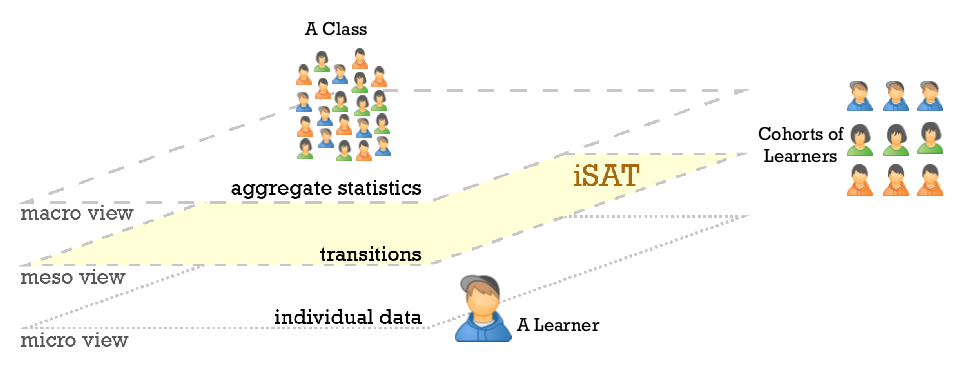 A Class
Cohorts of
Learners
iSAT
aggregate statistics
macro view
transitions
meso view
individual data
A Learner
micro view